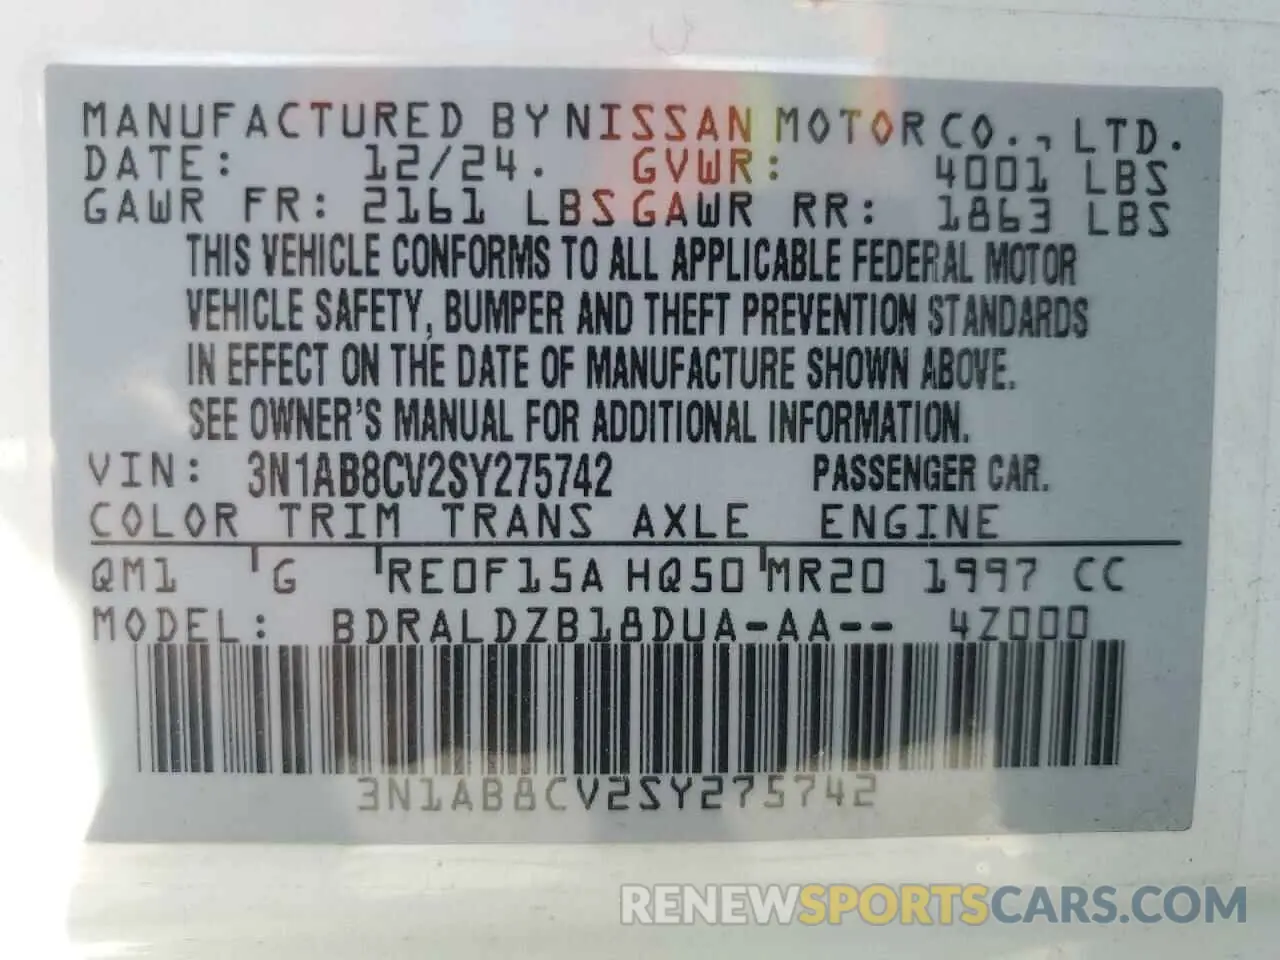 MANUFACTURED BY NISSAN MOTOR CO., LTD.
DATE: 12/24. GVWR: 4001 LBS
GAWR FR: 2161 LBS GAWR RR: 1863 LBS
THIS VEHICLE CONFORMS TO ALL APPLICABLE FEDERAL MOTOR
VEHICLE SAFETY, BUMPER AND THEFT PREVENTION STANDARDS
IN EFFECT ON THE DATE OF MANUFACTURE SHOWN ABOVE.
SEE OWNER'S MANUAL FOR ADDITIONAL INFORMATION.
VIN: 3N1AB8CV2SY275742 PASSENGER CAR.
COLOR TRIM TRANS AXLE ENGINE
QM1 G RE0F15A HQ50 MR20 1997 CC
MODEL: BDRALDZB18DUA-AA-- 4Z000
3N1AB8CV2SY275742
RENEWSPORTSCARS.COM